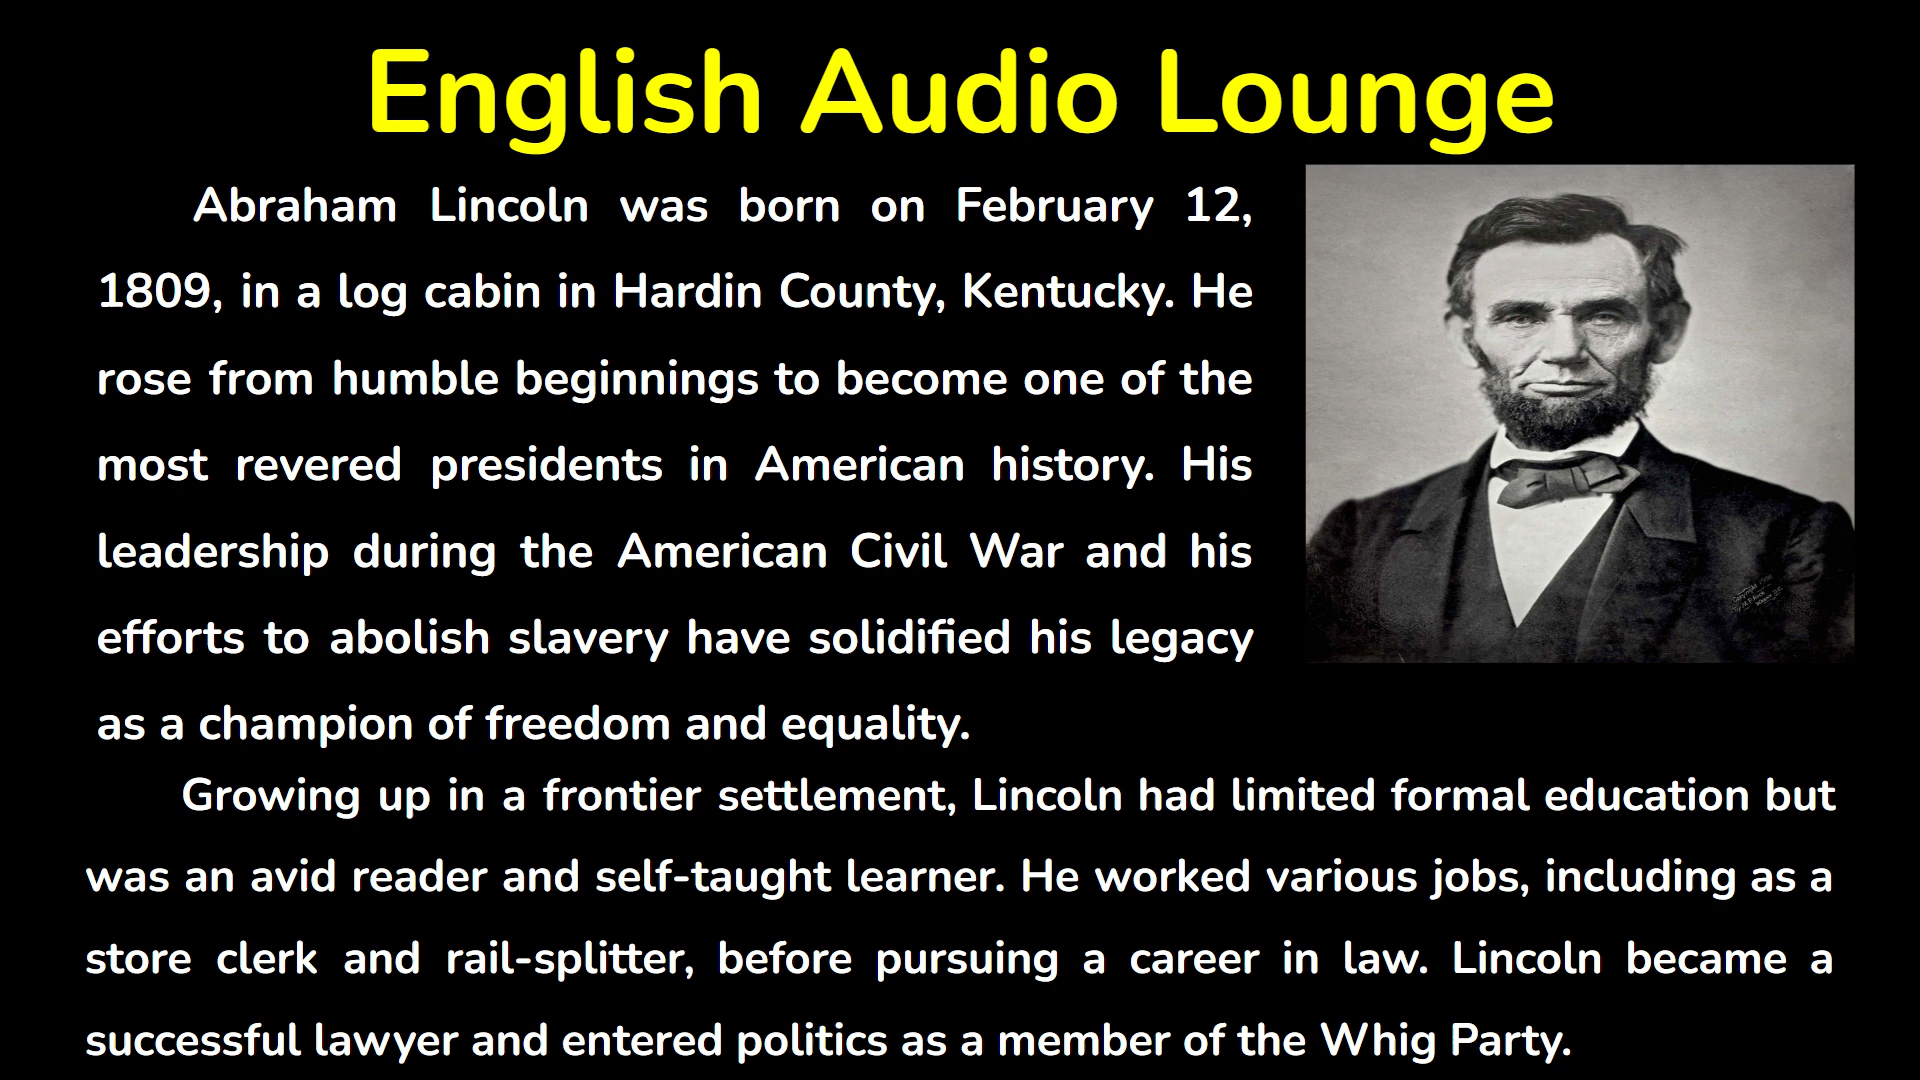 English Audio Lounge
Abraham Lincoln was born on February 12,
1809, in a log cabin in Hardin County, Kentucky. He
rose from humble beginnings to become one of the
most revered presidents in American history. His
leadership during the American Civil War and his
efforts to abolish slavery have solidified his legacy
as a champion of freedom and equality.
Growing up in a frontier settlement, Lincoln had limited formal education but
was an avid reader and self-taught learner. He worked various jobs, including as a
store clerk and rail-splitter, before pursuing a career in law. Lincoln became a
successful lawyer and entered politics as a member of the Whig Party.